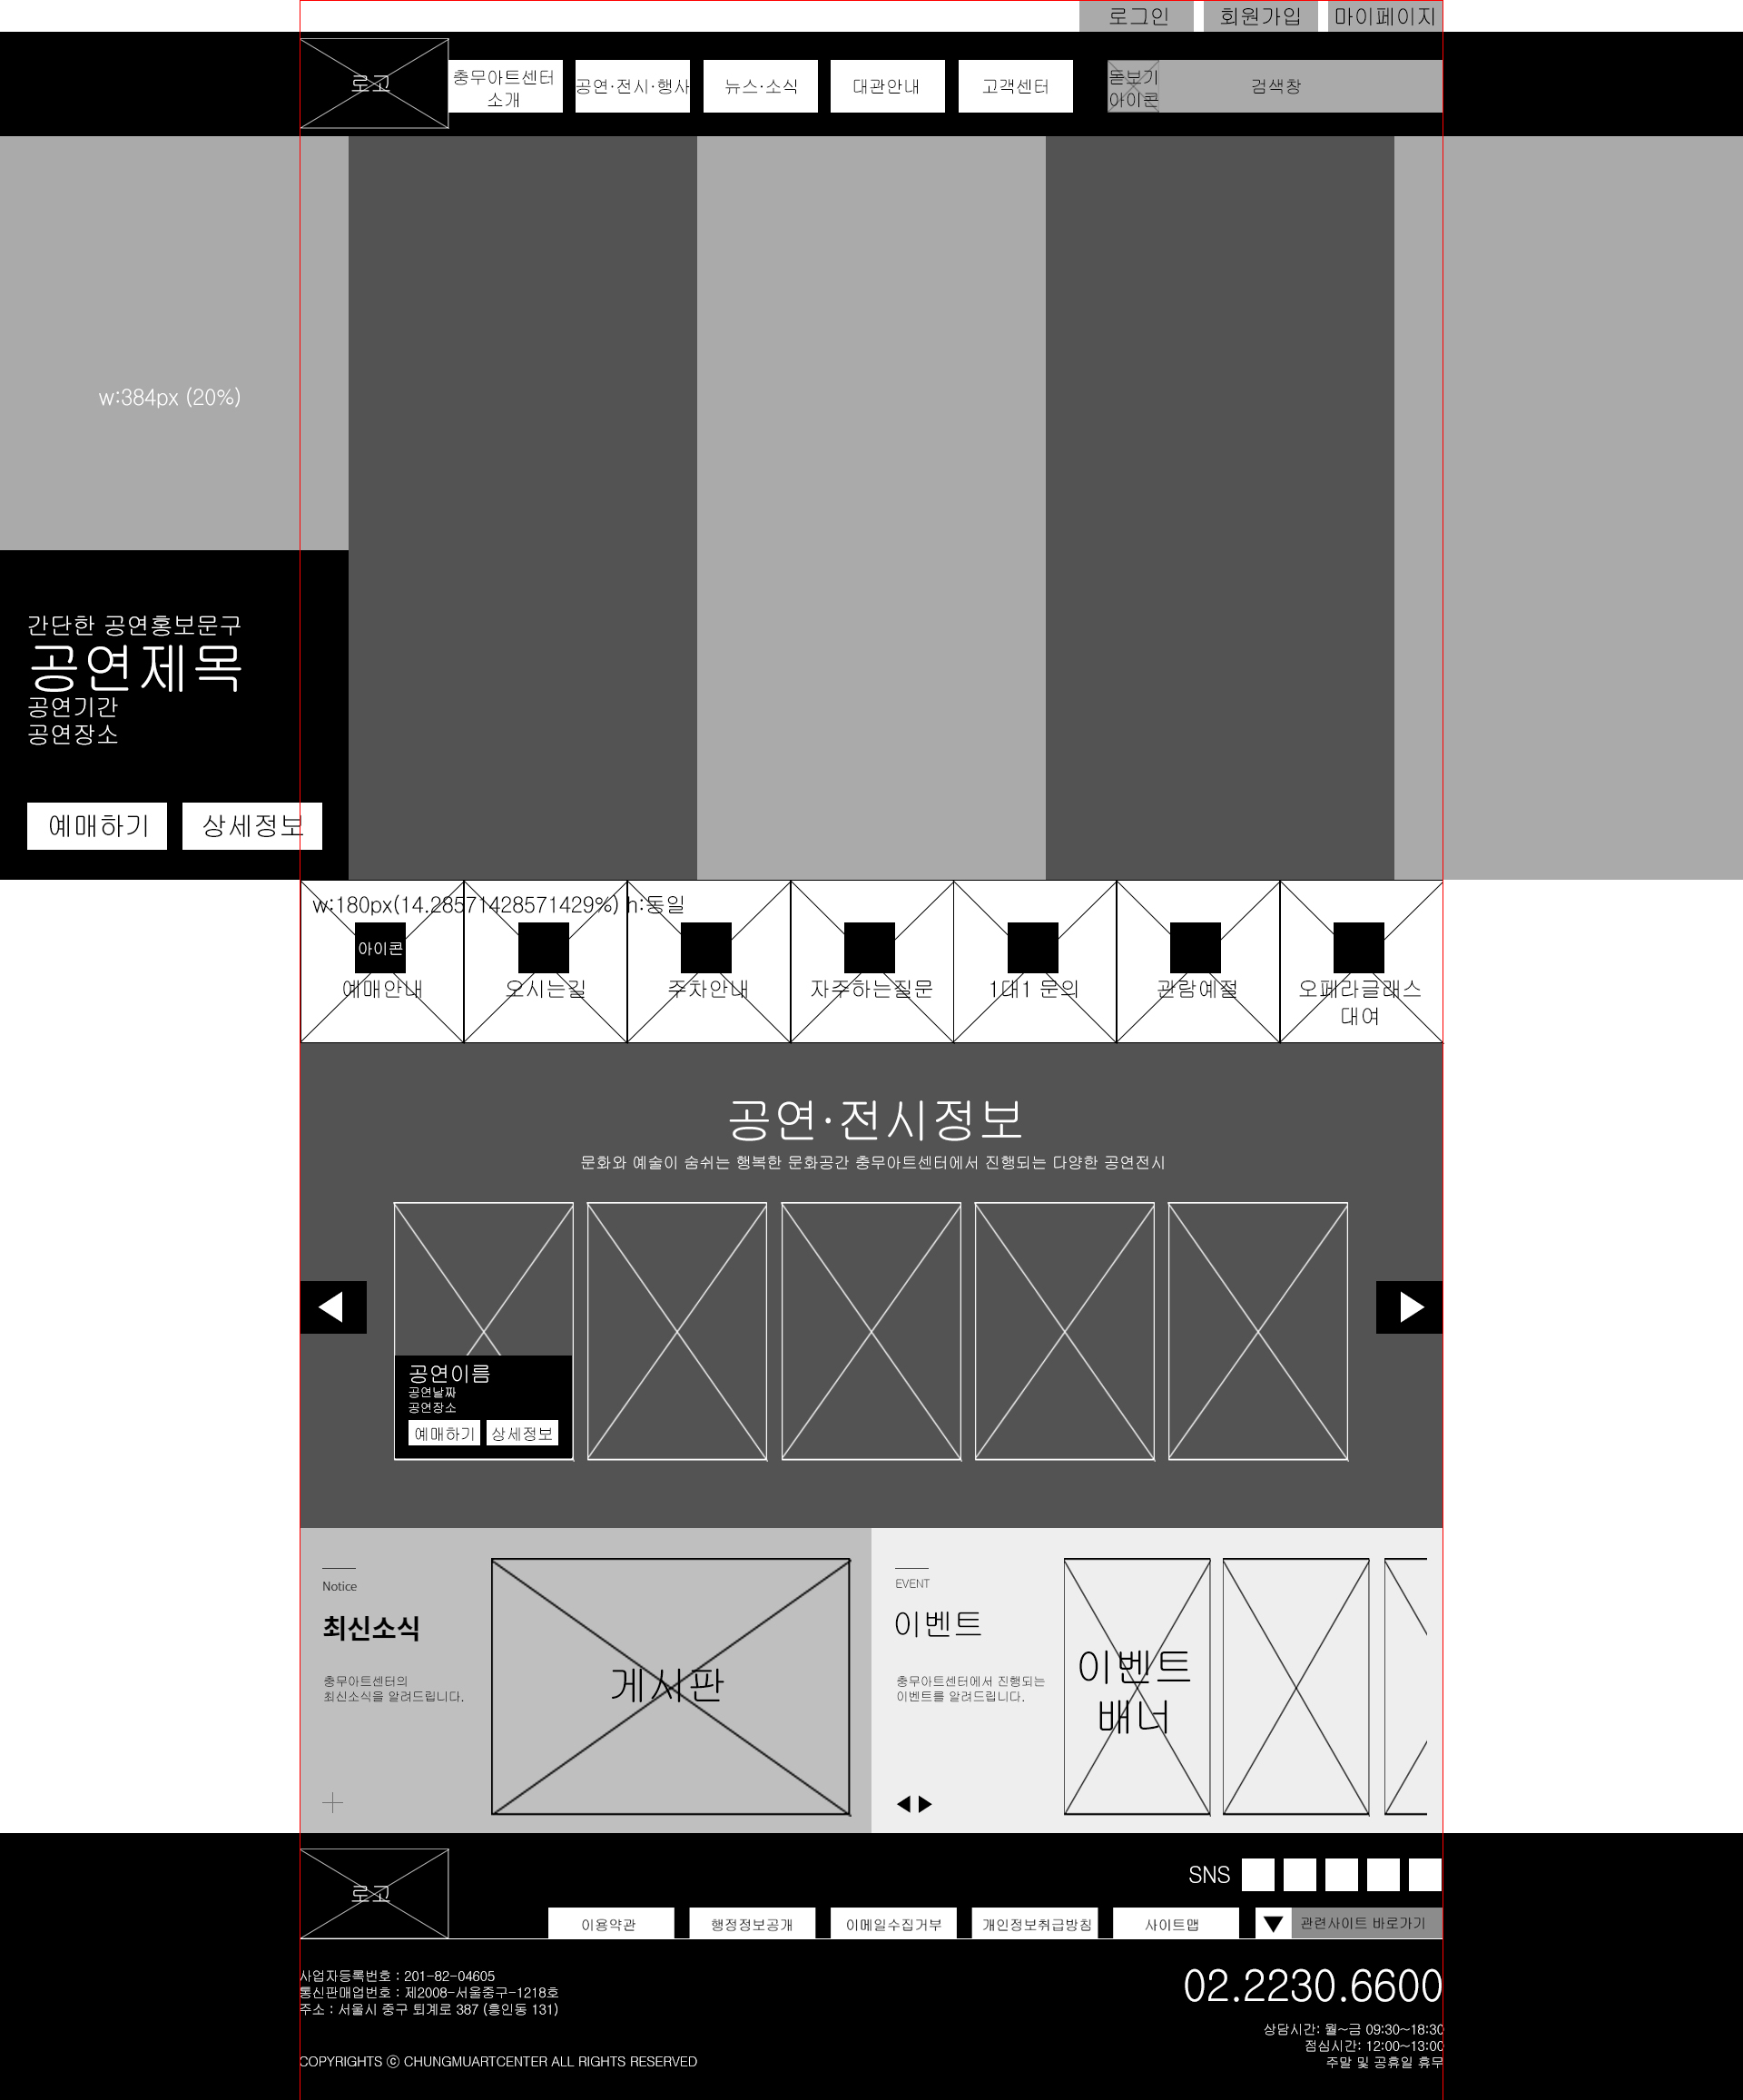 로그인 회원가입 마이페이지
로고
충무아트센터
소개
공연·전시·행사
뉴스·소식
대관안내
고객센터
돋보기
아이콘
검색창
w:384px (20%)
간단한 공연홍보문구
공연제목
공연기간
공연장소
예매하기 상세정보
w:180px(14.28571428571429%) h:동일
아이콘
예매안내
오시는길
주차안내
자주하는질문
1대1 문의
관람예절
오페라글래스
대여
공연·전시정보
문화와 예술이 숨쉬는 행복한 문화공간 충무아트센터에서 진행되는 다양한 공연전시
공연이름
공연날짜
공연장소
예매하기 상세정보
Notice
최신소식
충무아트센터의
최신소식을 알려드립니다.
게시판
EVENT
이벤트
충무아트센터에서 진행되는
이벤트를 알려드립니다.
이벤트
배너
로고
SNS
이용약관 행정정보공개 이메일수집거부 개인정보취급방침 사이트맵 관련사이트 바로가기
사업자등록번호 : 201-82-04605
통신판매업번호 : 제2008-서울중구-1218호
주소 : 서울시 중구 퇴계로 387 (흥인동 131)
COPYRIGHTS ⓒ CHUNGMUARTCENTER ALL RIGHTS RESERVED
02.2230.6600
상담시간: 월~금 09:30~18:30
점심시간: 12:00~13:00
주말 및 공휴일 휴무